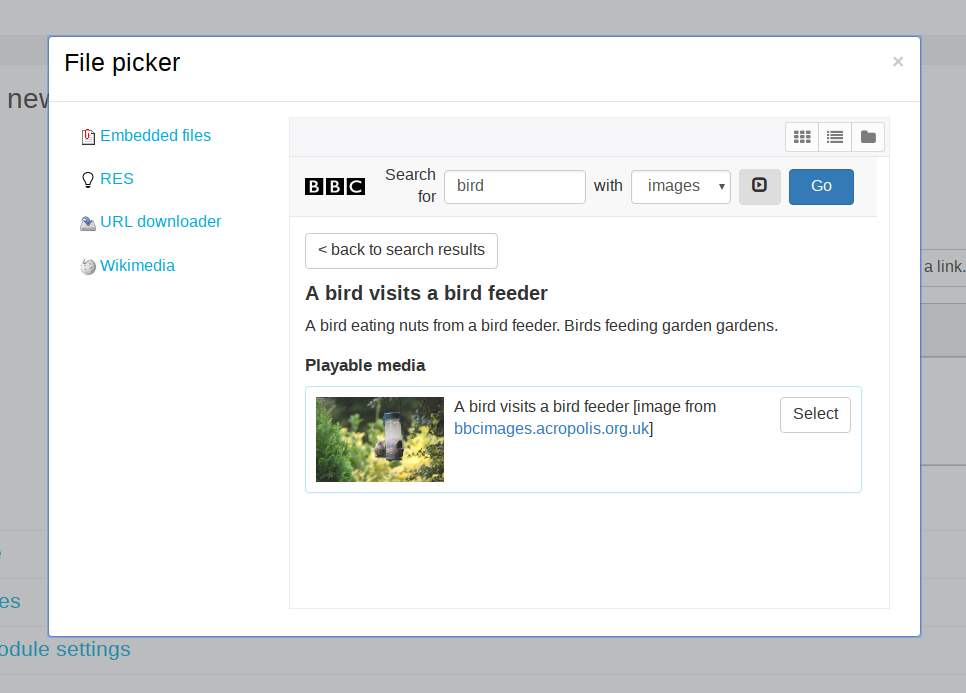 File picker
×
new
Embedded files
RES
URL downloader
Wikimedia
BBC
Search
for
bird
with
images
Go
a link.
< back to search results
A bird visits a bird feeder
A bird eating nuts from a bird feeder. Birds feeding garden gardens.
Playable media
A bird visits a bird feeder [image from
bbcimages.acropolis.org.uk]
Select
es
odule settings